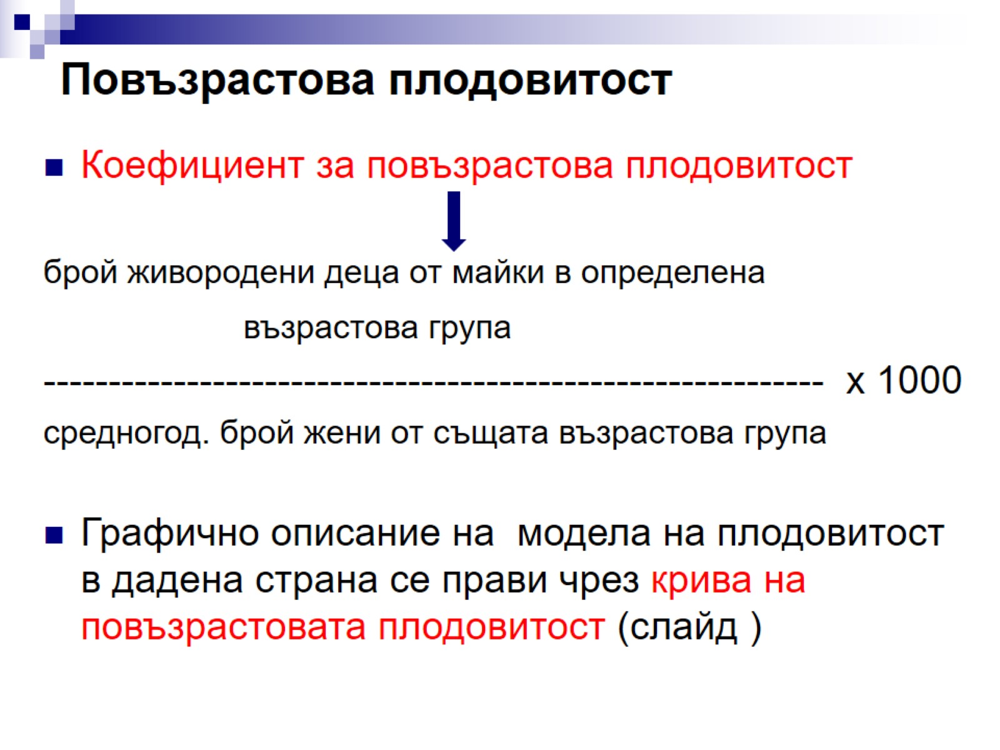 Повъзрастова плодовитост
Коефициент за повъзрастова плодовитост
брой живородени деца от майки в определена
възрастова група
------------------------------------------------------------ х 1000
средногод. брой жени от същата възрастова група
Графично описание на модела на плодовитост
в дадена страна се прави чрез крива на
повъзрастовата плодовитост (слайд )